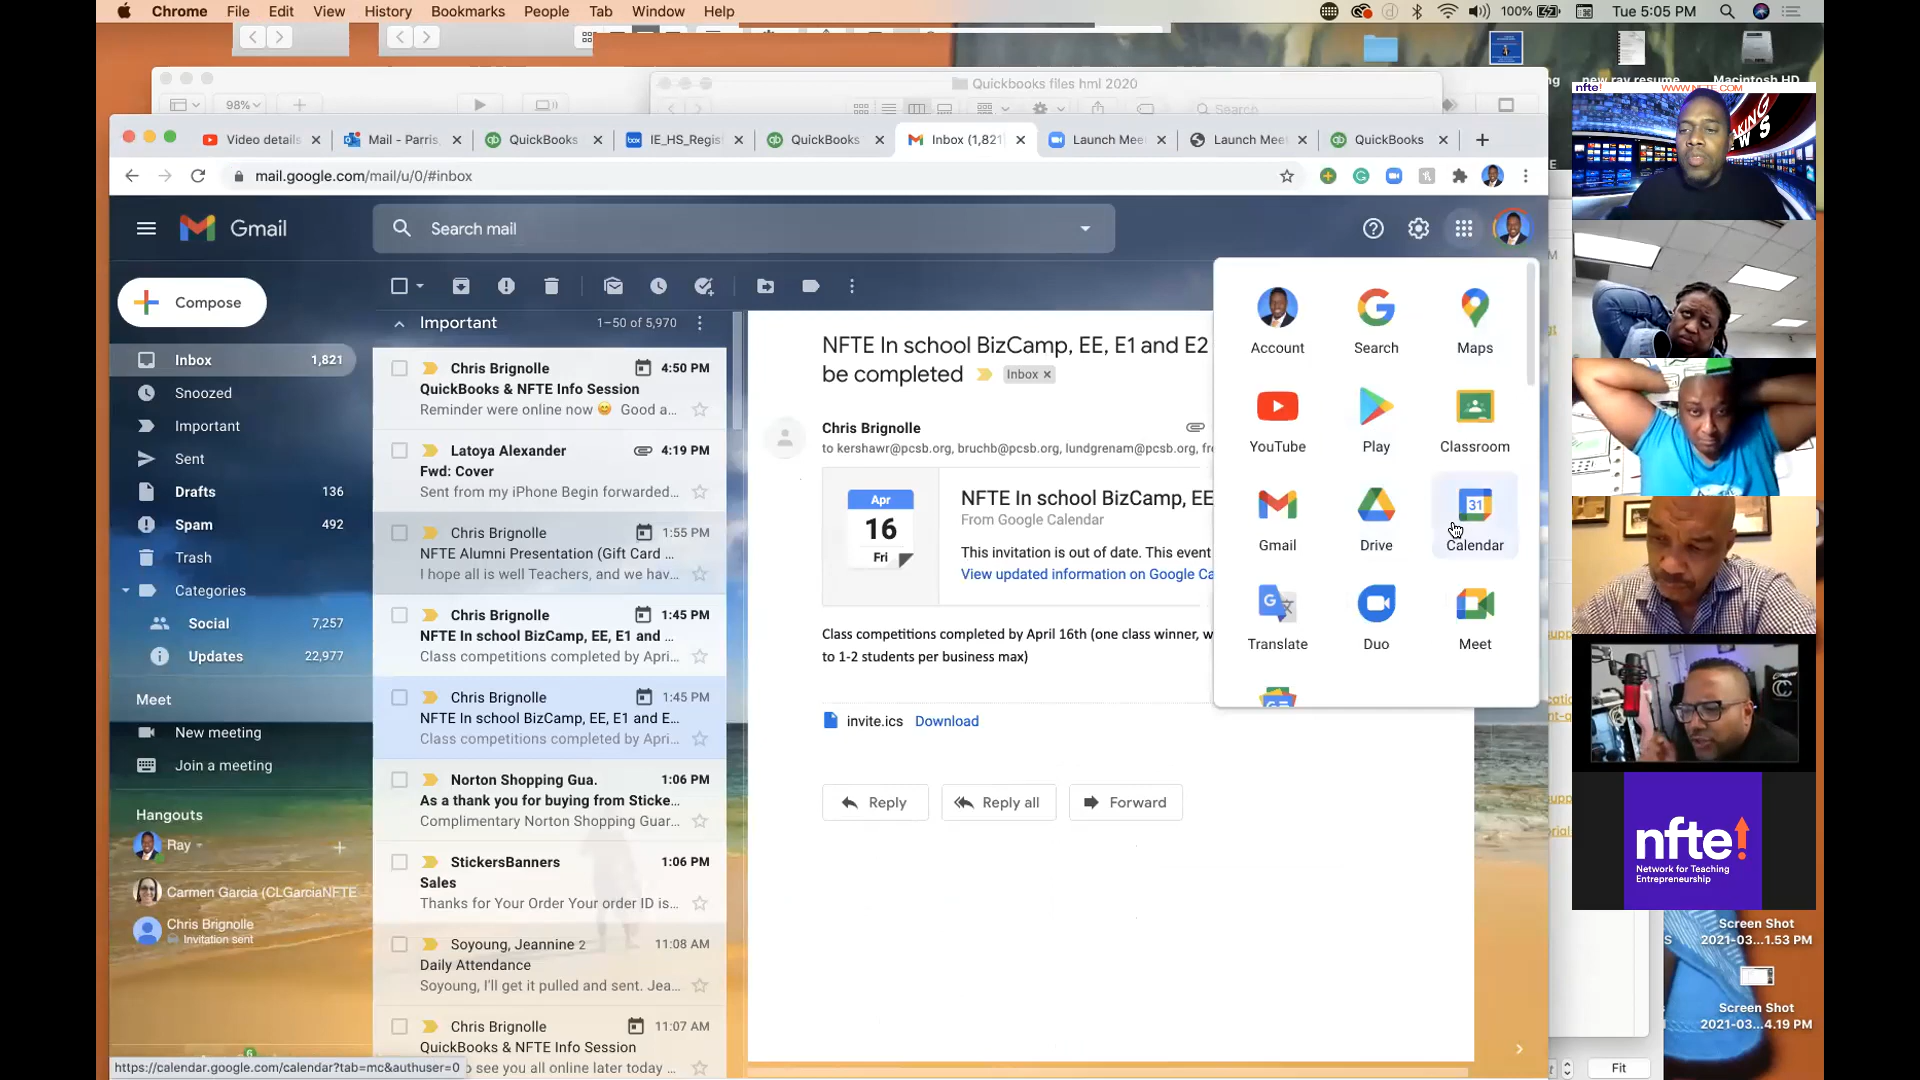 Chrome File Edit View History Bookmarks People Tab Window Help
100% Tue 5:05 PM
Quickbooks files hml 2020
98%
Search
new ray resume
Macintosh HD
Video details
Mail - Parris
QuickBooks
IE_HS_Regis
QuickBooks
Inbox (1,821
Launch Mee
Launch Mee
QuickBooks
mail.google.com/mail/u/0/#inbox
Gmail
Search mail
Compose
Inbox 1,821
Snoozed
Important
Sent
Drafts 136
Spam 492
Trash
Categories
Social 7,257
Updates 22,977
Meet
New meeting
Join a meeting
Hangouts
Ray
Carmen Garcia (CLGarciaNFTE
Chris Brignolle
Invitation sent
6
https://calendar.google.com/calendar?tab=mc&authuser=0
Important 1–50 of 5,970
Chris Brignolle 4:50 PM
QuickBooks & NFTE Info Session
Reminder were online now 😊 Good a...
Latoya Alexander 4:19 PM
Fwd: Cover
Sent from my iPhone Begin forwarded...
Chris Brignolle 1:55 PM
NFTE Alumni Presentation (Gift Card ...
I hope all is well Teachers, and we hav...
Chris Brignolle 1:45 PM
NFTE In school BizCamp, EE, E1 and ...
Class competitions completed by April...
Chris Brignolle 1:45 PM
NFTE In school BizCamp, EE, E1 and E...
Class competitions completed by April...
Norton Shopping Gua. 1:06 PM
As a thank you for buying from Sticke...
Complimentary Norton Shopping Guar...
StickersBanners 1:06 PM
Sales
Thanks for Your Order Your order ID is...
Soyoung, Jeannine 2 11:08 AM
Daily Attendance
Soyoung, I'll get it pulled and sent. Jea...
Chris Brignolle 11:07 AM
QuickBooks & NFTE Info Session
to see you all online later today ...
NFTE In school BizCamp, EE, E1 and E2
be completed Inbox ×
Chris Brignolle
to kershawr@pcsb.org, bruchb@pcsb.org, lundgrenam@pcsb.org, fr
Apr
16
Fri
NFTE In school BizCamp, EE
From Google Calendar
This invitation is out of date. This event
View updated information on Google Ca
Class competitions completed by April 16th (one class winner, w
to 1-2 students per business max)
invite.ics Download
Reply
Reply all
Forward
Account Search Maps
YouTube Play Classroom
Gmail Drive 31 Calendar
Translate Duo Meet
nfte! WWW.NFTE.COM
nfte!
Network for Teaching
Entrepreneurship
Screen Shot
2021-03...1.53 PM
Screen Shot
2021-03...4.19 PM
Fit